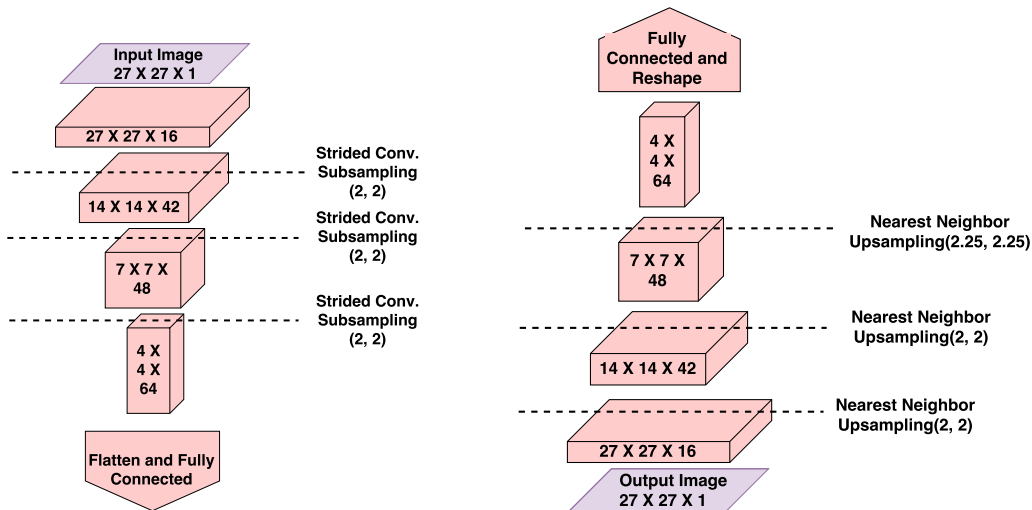 Input Image
27 X 27 X 1
27 X 27 X 16
Strided Conv.
Subsampling
(2, 2)
14 X 14 X 42
Strided Conv.
Subsampling
(2, 2)
7 X 7 X
48
Strided Conv.
Subsampling
(2, 2)
4 X
4 X
64
Flatten and Fully
Connected
Fully
Connected and
Reshape
4 X
4 X
64
Nearest Neighbor
Upsampling(2.25, 2.25)
7 X 7 X
48
Nearest Neighbor
Upsampling(2, 2)
14 X 14 X 42
Nearest Neighbor
Upsampling(2, 2)
27 X 27 X 16
Output Image
27 X 27 X 1